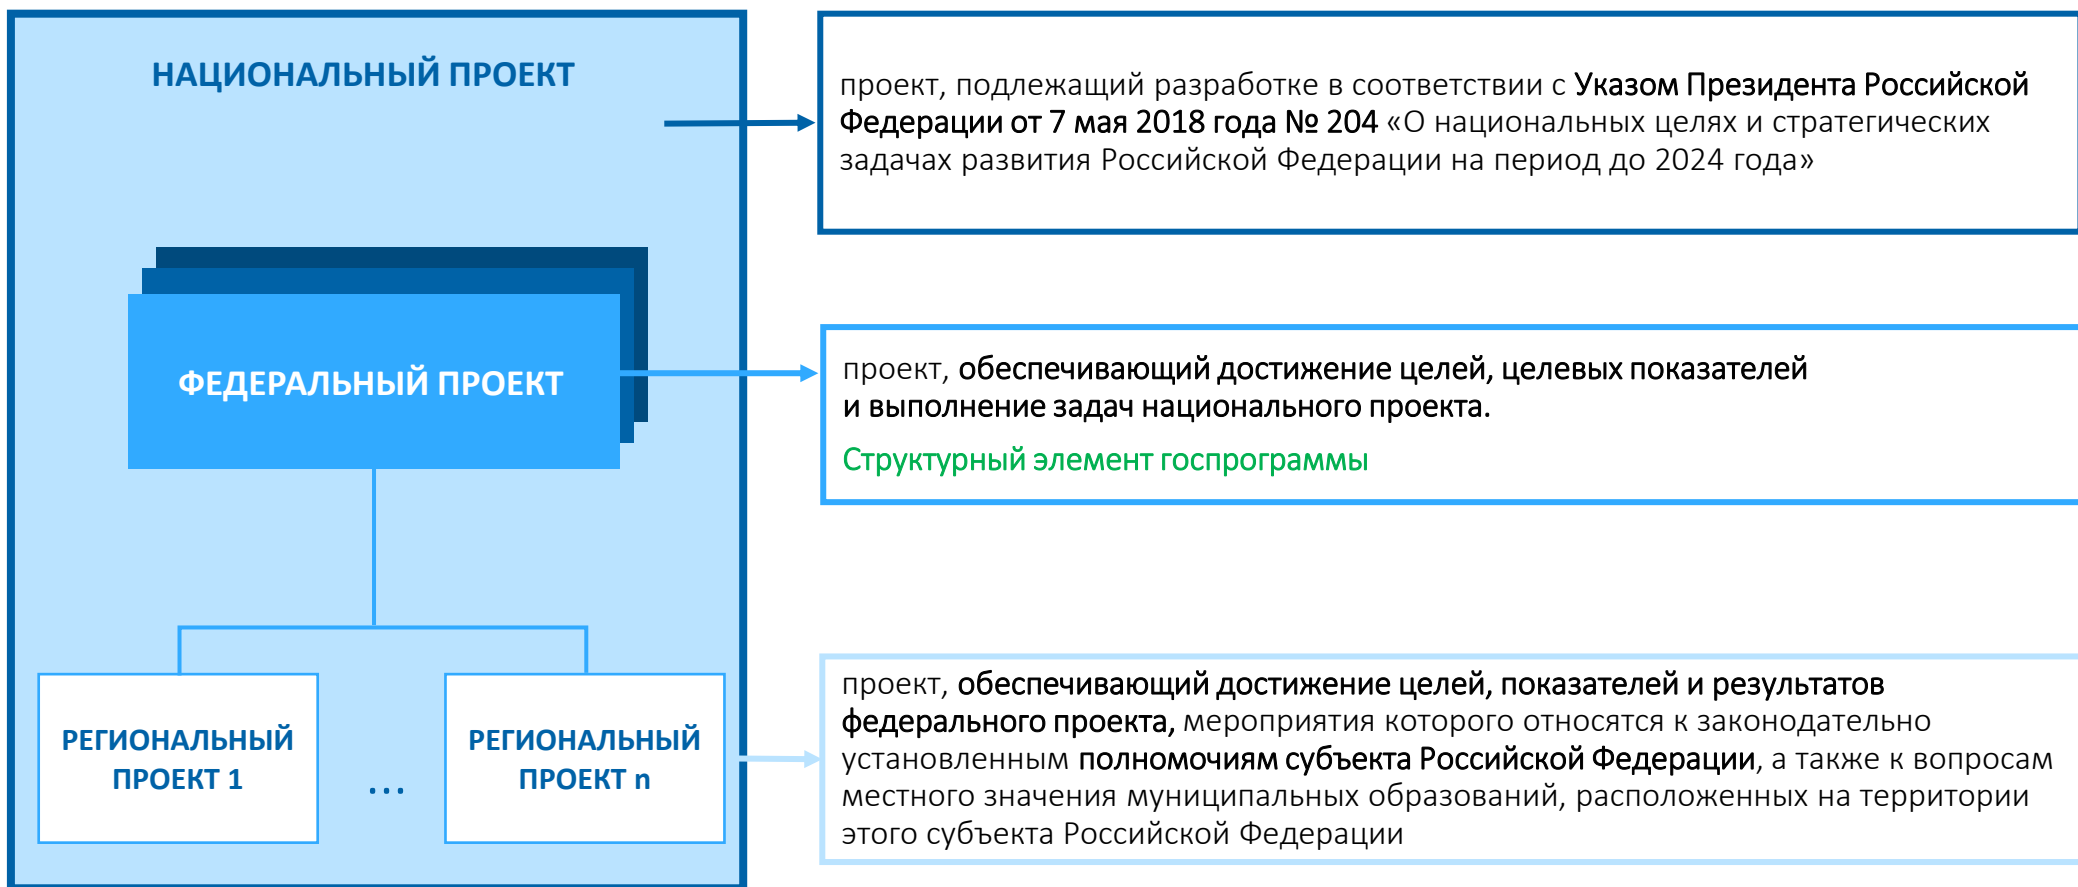 НАЦИОНАЛЬНЫЙ ПРОЕКТ
проект, подлежащий разработке в соответствии с Указом Президента Российской
Федерации от 7 мая 2018 года № 204 «О национальных целях и стратегических
задачах развития Российской Федерации на период до 2024 года»
ФЕДЕРАЛЬНЫЙ ПРОЕКТ
проект, обеспечивающий достижение целей, целевых показателей
и выполнение задач национального проекта.
Структурный элемент госпрограммы
РЕГИОНАЛЬНЫЙ
ПРОЕКТ 1
...
РЕГИОНАЛЬНЫЙ
ПРОЕКТ n
проект, обеспечивающий достижение целей, показателей и результатов
федерального проекта, мероприятия которого относятся к законодательно
установленным полномочиям субъекта Российской Федерации, а также к вопросам
местного значения муниципальных образований, расположенных на территории
этого субъекта Российской Федерации